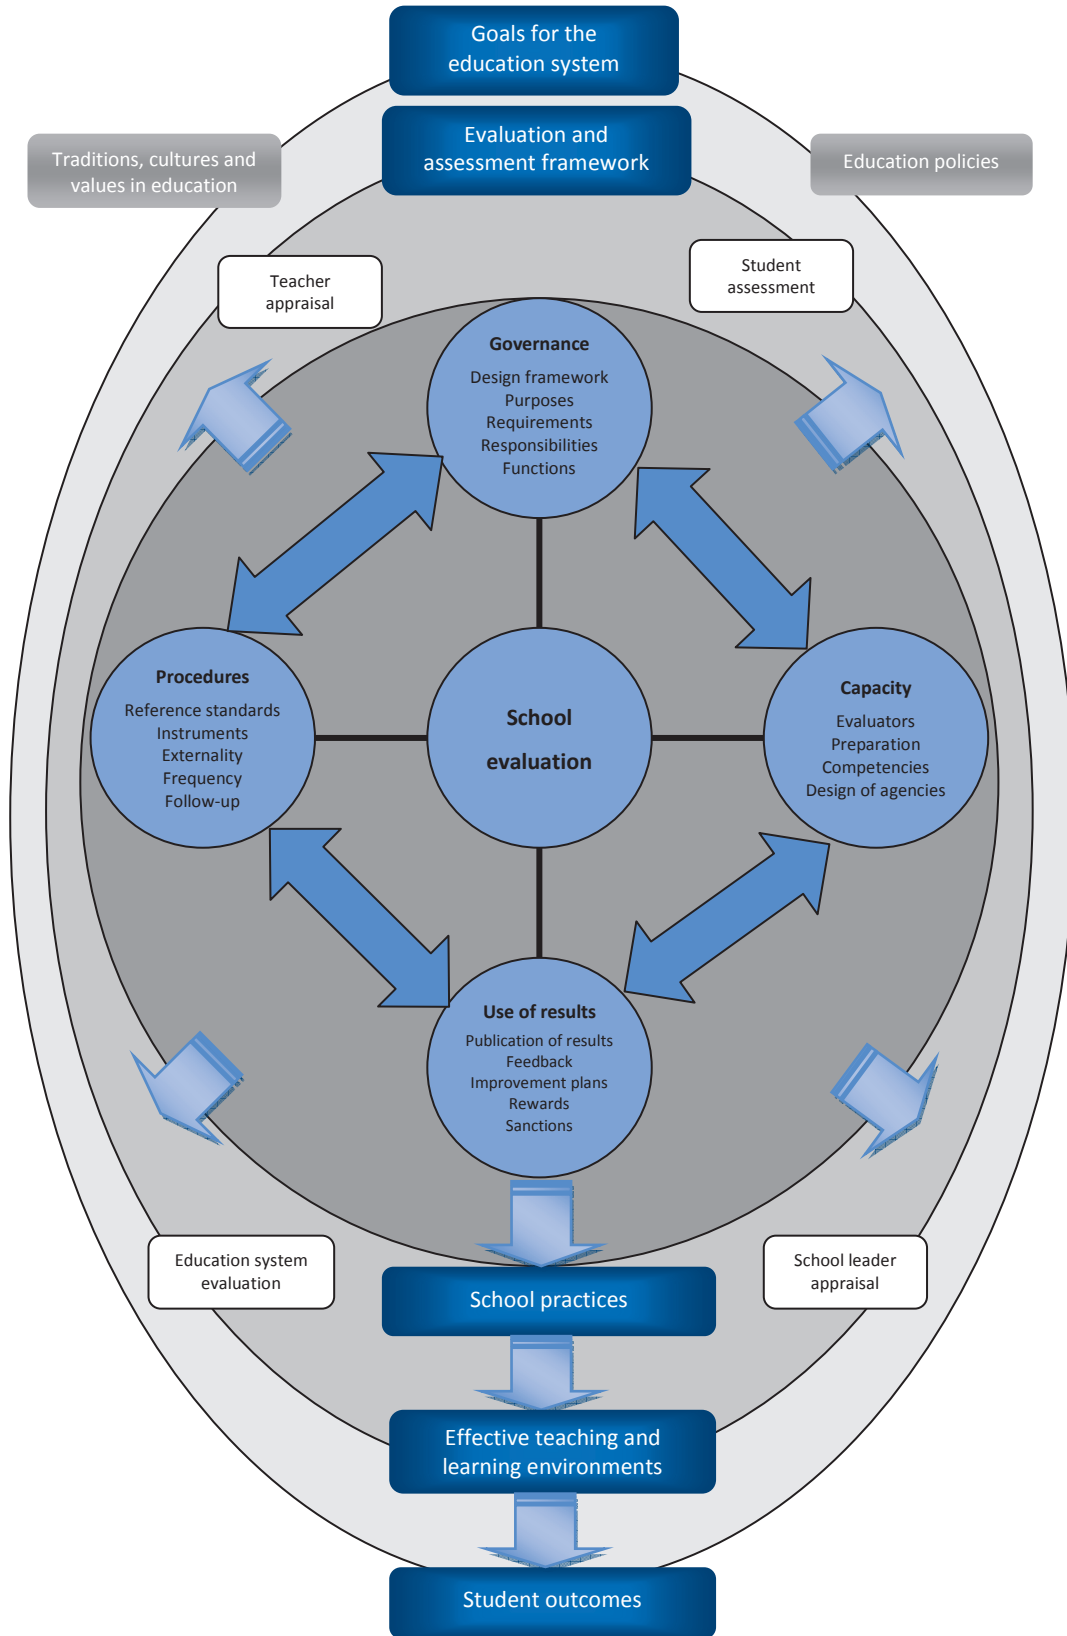 Goals for the
education system
Evaluation and
assessment framework
Traditions, cultures and
values in education
Education policies
Teacher
appraisal
Student
assessment
Governance
Design framework
Purposes
Requirements
Responsibilities
Functions
Procedures
Reference standards
Instruments
Externality
Frequency
Follow-up
School
evaluation
Capacity
Evaluators
Preparation
Competencies
Design of agencies
Use of results
Publication of results
Feedback
Improvement plans
Rewards
Sanctions
Education system
evaluation
School leader
appraisal
School practices
Effective teaching and
learning environments
Student outcomes